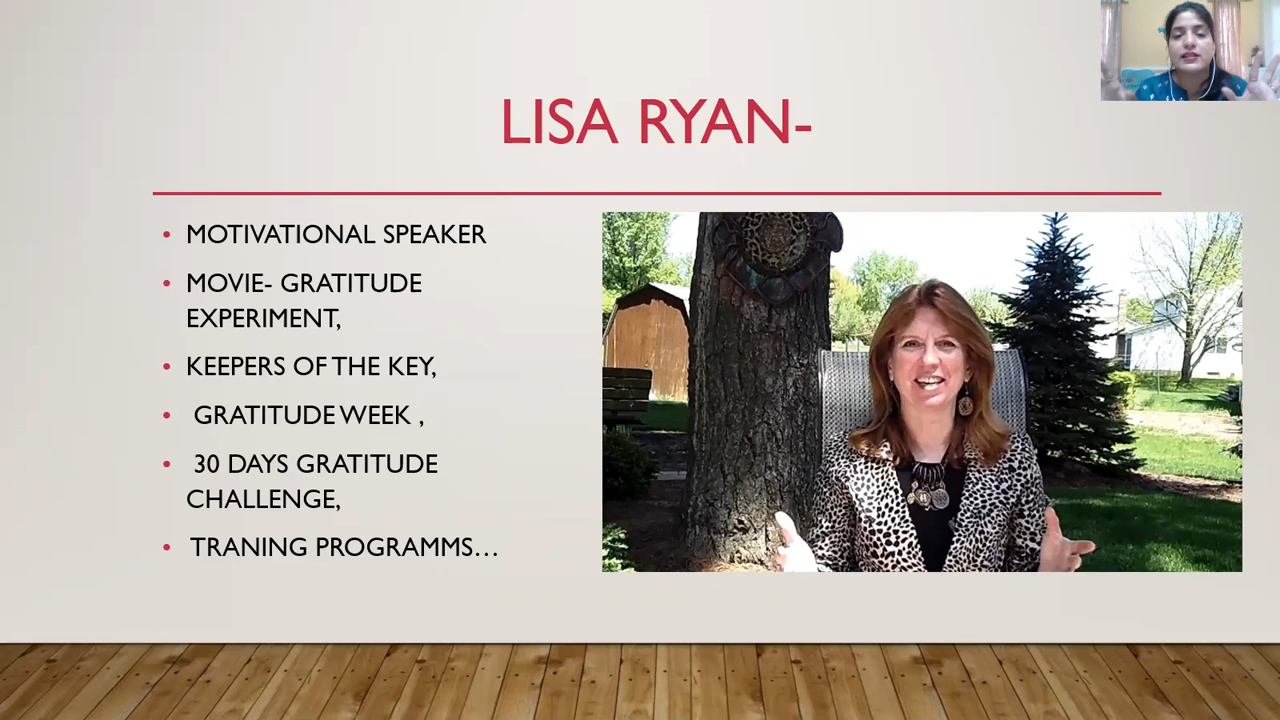 LISA RYAN-
• MOTIVATIONAL SPEAKER
• MOVIE- GRATITUDE
EXPERIMENT,
• KEEPERS OF THE KEY,
• GRATITUDE WEEK ,
• 30 DAYS GRATITUDE
CHALLENGE,
• TRANING PROGRAMMS...